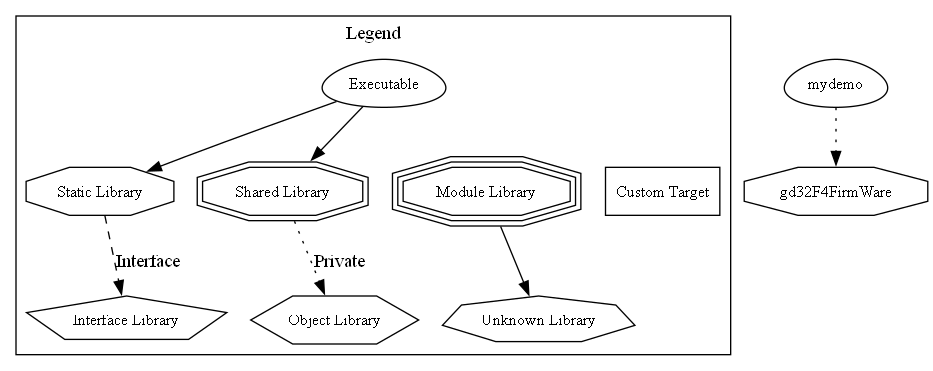 Legend
Executable
mydemo
Static Library
Shared Library
Module Library
Custom Target
gd32F4FirmWare
Interface
Private
Interface Library
Object Library
Unknown Library